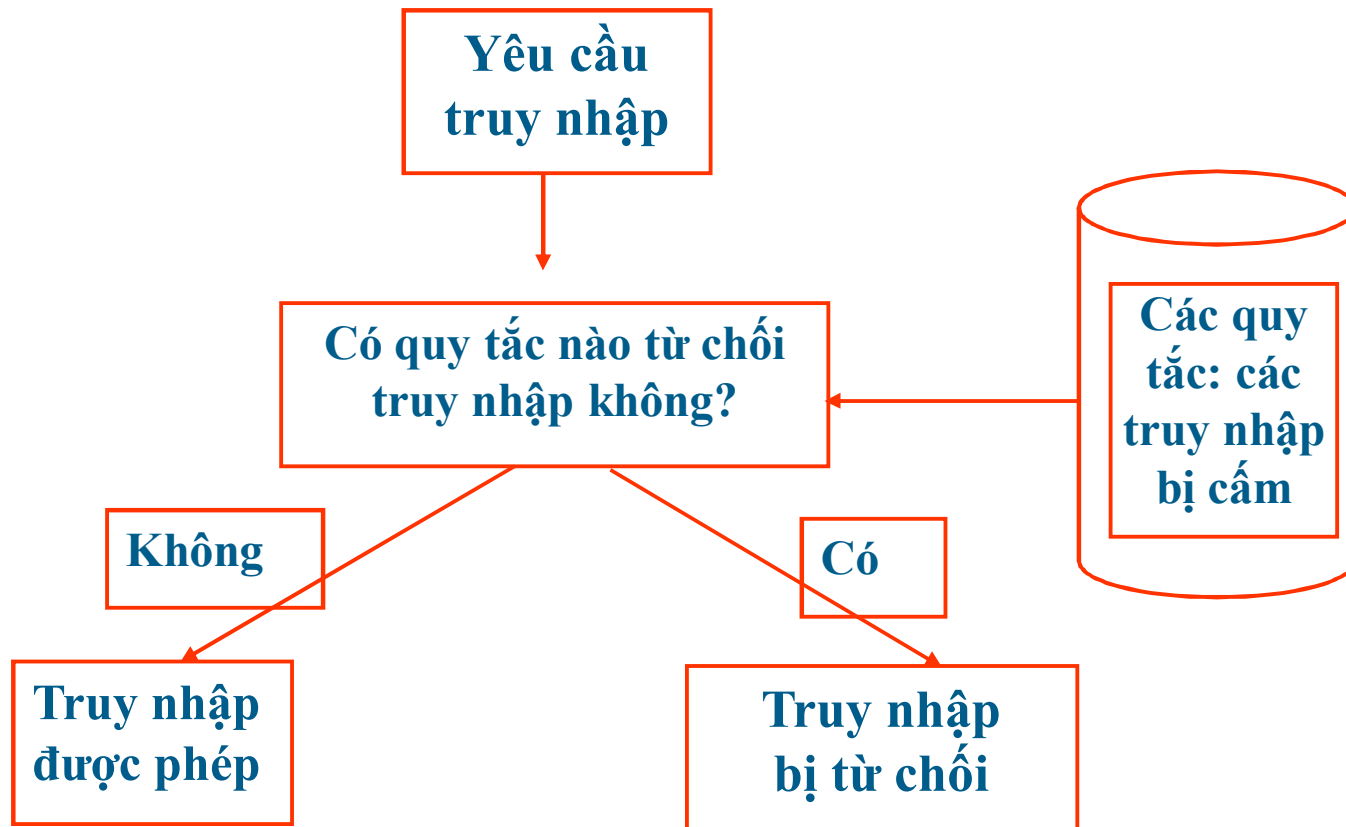 Yêu cầu
truy nhập
Có quy tắc nào từ chối
truy nhập không?
Các quy
tắc: các
truy nhập
bị cấm
Không
Có
Truy nhập
được phép
Truy nhập
bị từ chối